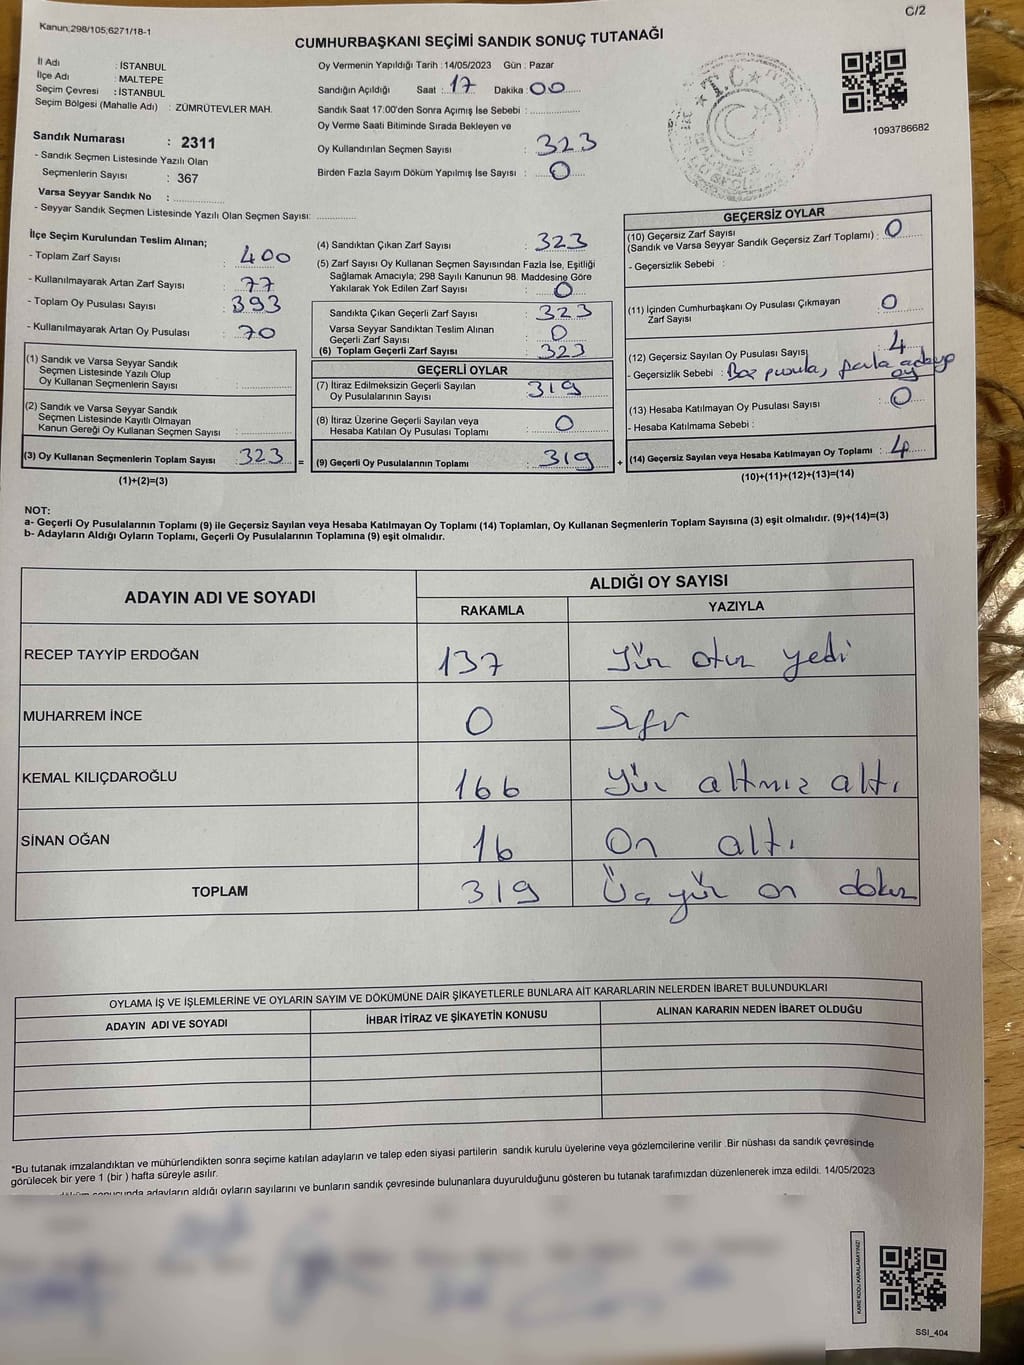 Kanun;298/105;6271/18-1
C/2
CUMHURBAŞKANI SEÇİMİ SANDIK SONUÇ TUTANAĞI
İl Adı : İSTANBUL
İlçe Adı : MALTEPE
Seçim Çevresi : İSTANBUL
Seçim Bölgesi (Mahalle Adı) : ZÜMRÜTEVLER MAH.
Sandık Numarası : 2311
- Sandık Seçmen Listesinde Yazılı Olan
Seçmenlerin Sayısı : 367
Varsa Seyyar Sandık No :
- Seyyar Sandık Seçmen Listesinde Yazılı Olan Seçmen Sayısı:
Oy Vermenin Yapıldığı Tarih :14/05/2023 Gün : Pazar
Sandığın Açıldığı Saat : 17 Dakika : 00
Sandık Saat 17:00'den Sonra Açımış İse Sebebi :
Oy Verme Saati Bitiminde Sırada Bekleyen ve
Oy Kullandırılan Seçmen Sayısı : 323
Birden Fazla Sayım Döküm Yapılmış İse Sayısı : 0
T.C.
1093786682
İlçe Seçim Kurulundan Teslim Alınan;
- Toplam Zarf Sayısı : 400
- Kullanılmayarak Artan Zarf Sayısı : 77
- Toplam Oy Pusulası Sayısı : 393
- Kullanılmayarak Artan Oy Pusulası : 70
(1) Sandık ve Varsa Seyyar Sandık
Seçmen Listesinde Yazılı Olup
Oy Kullanan Seçmenlerin Sayısı :
(2) Sandık ve Varsa Seyyar Sandık
Seçmen Listesinde Kayıtlı Olmayan
Kanun Gereği Oy Kullanan Seçmen Sayısı :
(3) Oy Kullanan Seçmenlerin Toplam Sayısı : 323
(1)+(2)=(3)
(4) Sandıktan Çıkan Zarf Sayısı : 323
(5) Zarf Sayısı Oy Kullanan Seçmen Sayısından Fazla İse, Eşitliği
Sağlamak Amacıyla; 298 Sayılı Kanunun 98. Maddesine Göre
Yakılarak Yok Edilen Zarf Sayısı : 0
Sandıkta Çıkan Geçerli Zarf Sayısı : 323
Varsa Seyyar Sandıktan Teslim Alınan
Geçerli Zarf Sayısı : 0
(6) Toplam Geçerli Zarf Sayısı : 323
GEÇERLİ OYLAR
(7) İtiraz Edilmeksizin Geçerli Sayılan
Oy Pusulalarının Sayısı : 319
(8) İtiraz Üzerine Geçerli Sayılan veya
Hesaba Katılan Oy Pusulası Toplamı : 0
= (9) Geçerli Oy Pusulalarının Toplamı : 319
GEÇERSİZ OYLAR
(10) Geçersiz Zarf Sayısı
(Sandık ve Varsa Seyyar Sandık Geçersiz Zarf Toplamı) : 0
- Geçersizlik Sebebi :
(11) İçinden Cumhurbaşkanı Oy Pusulası Çıkmayan
Zarf Sayısı : 0
(12) Geçersiz Sayılan Oy Pusulası Sayısı : 4
- Geçersizlik Sebebi : Boş pusula, fazla adaya
oy
(13) Hesaba Katılmayan Oy Pusulası Sayısı : 0
- Hesaba Katılmama Sebebi :
+ (14) Geçersiz Sayılan veya Hesaba Katılmayan Oy Toplamı : 4
(10)+(11)+(12)+(13)=(14)
NOT:
a- Geçerli Oy Pusulalarının Toplamı (9) ile Geçersiz Sayılan veya Hesaba Katılmayan Oy Toplamı (14) Toplamları, Oy Kullanan Seçmenlerin Toplam Sayısına (3) eşit olmalıdır. (9)+(14)=(3)
b- Adayların Aldığı Oyların Toplamı, Geçerli Oy Pusulalarının Toplamına (9) eşit olmalıdır.
ADAYIN ADI VE SOYADI ALDIĞI OY SAYISI
RAKAMLA YAZIYLA
RECEP TAYYİP ERDOĞAN 137 Yüz otuz yedi
MUHARREM İNCE 0 Sıfır
KEMAL KILIÇDAROĞLU 166 Yüz altmız altı
SİNAN OĞAN 16 On altı
TOPLAM 319 Üç yüz on dokuz
OYLAMA İŞ VE İŞLEMLERİNE VE OYLARIN SAYIM VE DÖKÜMÜNE DAİR ŞİKAYETLERLE BUNLARA AİT KARARLARIN NELERDEN İBARET BULUNDUKLARI
ADAYIN ADI VE SOYADI İHBAR İTİRAZ VE ŞİKAYETİN KONUSU ALINAN KARARIN NEDEN İBARET OLDUĞU
*Bu tutanak imzalandıktan ve mühürlendikten sonra seçime katılan adayların ve talep eden siyasi partilerin sandık kurulu üyelerine veya gözlemcilerine verilir .Bir nüshası da sandık çevresinde
görülecek bir yere 1 (bir ) hafta süreyle asılır.
sonucunda adayların aldığı oyların sayılarını ve bunların sandık çevresinde bulunanlara duyurulduğunu gösteren bu tutanak tarafımızdan düzenlenerek imza edildi. 14/05/2023
KARE KODU KARALAMAYINIZ!
SSI_404